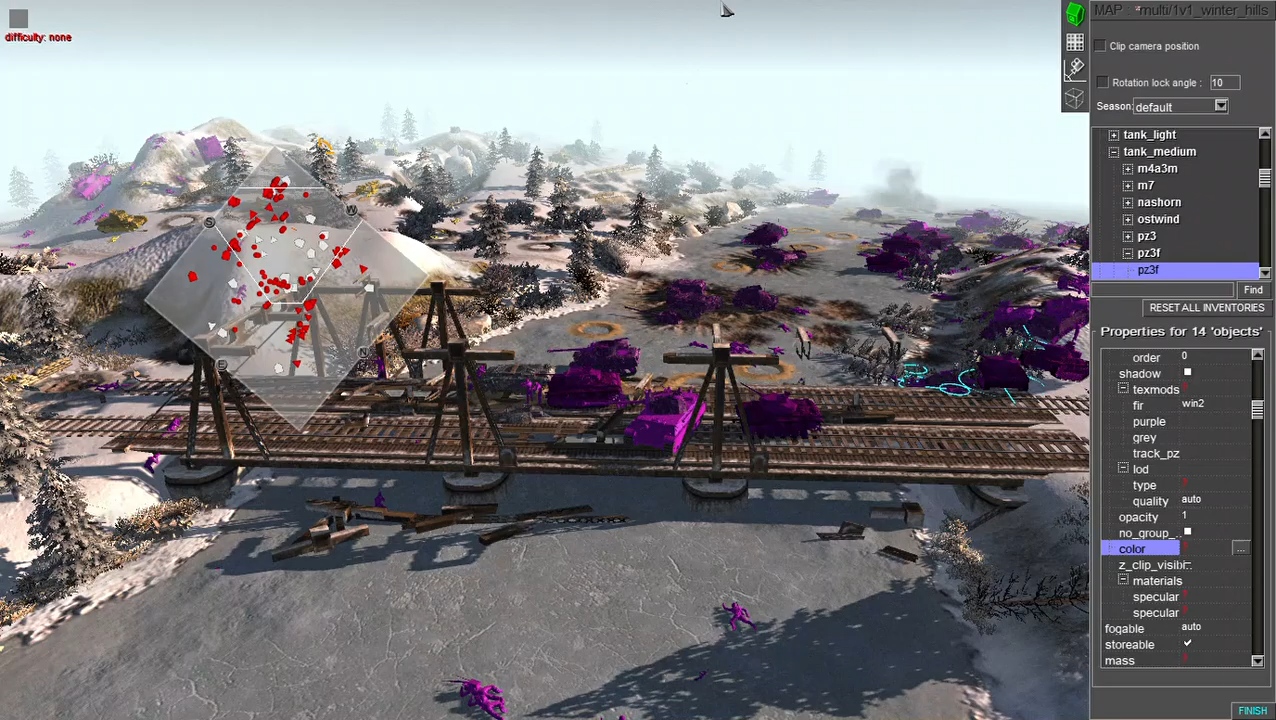 difficulty: none
MAP : *multi/1v1_winter_hills
Clip camera position
Rotation lock angle : 10
Season: default
tank_light
tank_medium
m4a3m
m7
nashorn
ostwind
pz3
pz3f
pz3f
Find
RESET ALL INVENTORIES
Properties for 14 'objects'
order 0
shadow
texmods ?
fir win2
purple
grey
track_pz
lod
type ?
quality auto
opacity 1
no_group_..
color ...
z_clip_visibi..
materials
specular ?
specular ?
fogable auto
storeable
mass ?
FINISH
S
W
E
N